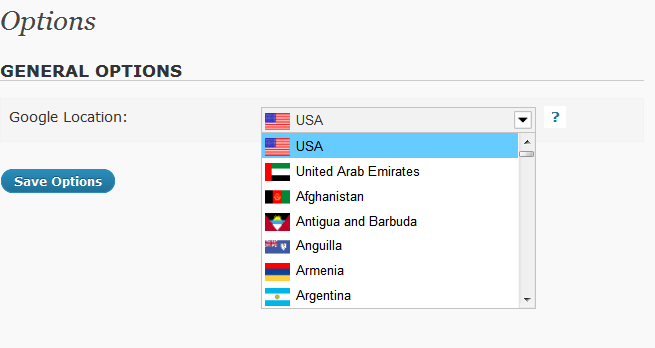 Options
GENERAL OPTIONS
Google Location:
USA
?
USA
United Arab Emirates
Afghanistan
Antigua and Barbuda
Anguilla
Armenia
Argentina
Save Options